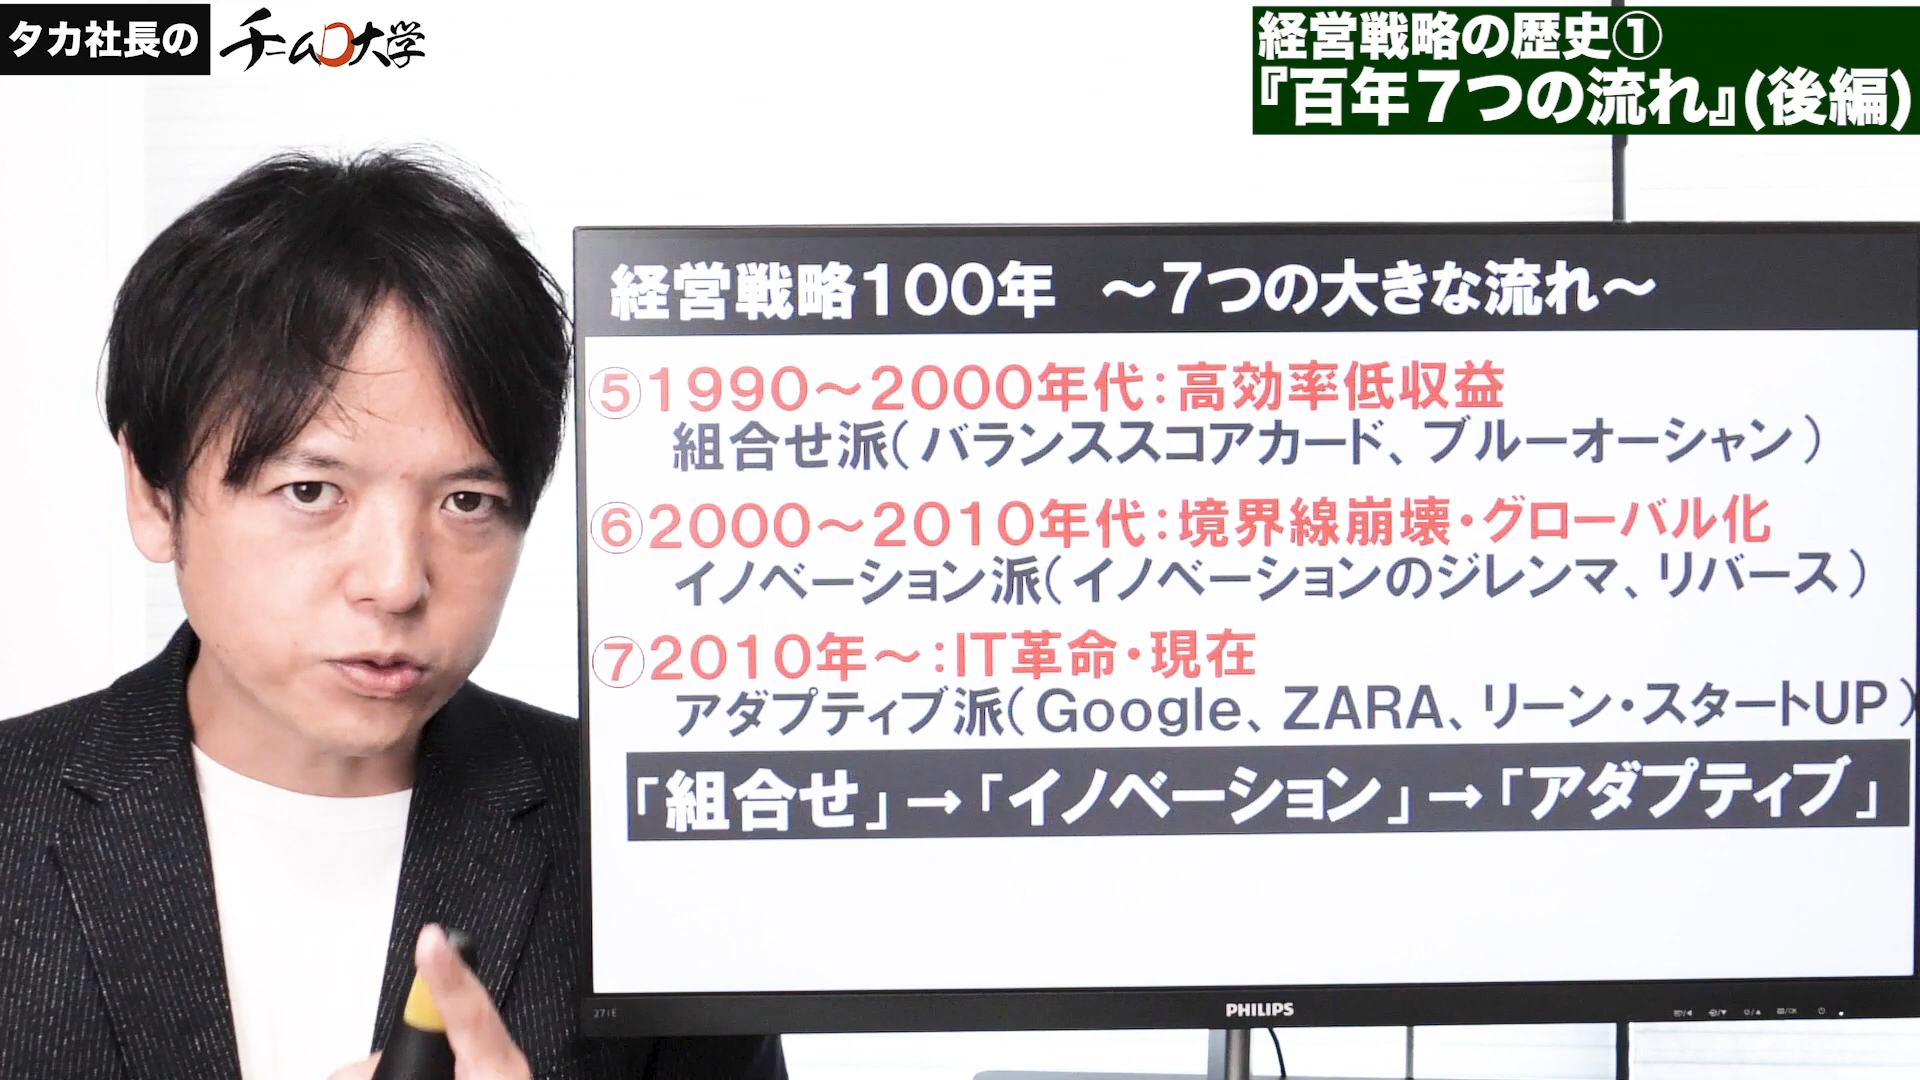 タカ社長の
チームD大学
経営戦略の歴史①
『百年7つの流れ』(後編)
経営戦略100年 ～7つの大きな流れ～
⑤1990～2000年代：高効率低収益
組合せ派(バランススコアカード、ブルーオーシャン)
⑥2000～2010年代：境界線崩壊・グローバル化
イノベーション派(イノベーションのジレンマ、リバース)
⑦2010年～：IT革命・現在
アダプティブ派(Google、ZARA、リーン・スタートUP)
「組合せ」→「イノベーション」→「アダプティブ」
PHILIPS
271E